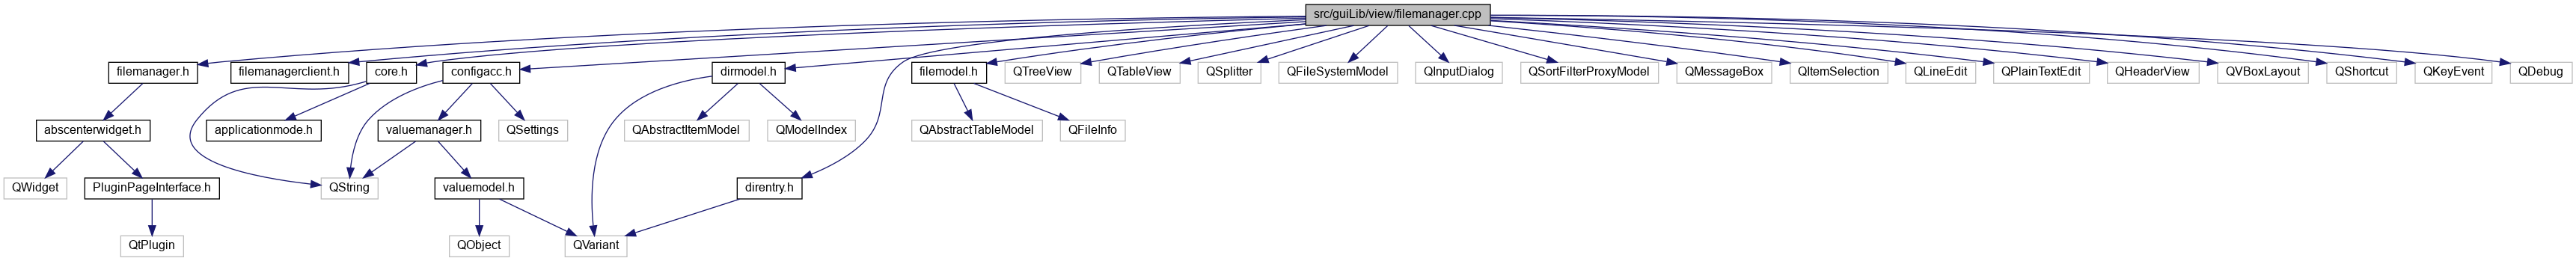 src/guiLib/view/filemanager.cpp
filemanager.h
filemanagerclient.h
core.h
configacc.h
dirmodel.h
filemodel.h
QTreeView
QTableView
QSplitter
QFileSystemModel
QInputDialog
QSortFilterProxyModel
QMessageBox
QItemSelection
QLineEdit
QPlainTextEdit
QHeaderView
QVBoxLayout
QShortcut
QKeyEvent
QDebug
abscenterwidget.h
applicationmode.h
valuemanager.h
QSettings
QAbstractItemModel
QModelIndex
QAbstractTableModel
QFileInfo
QWidget
PluginPageInterface.h
QString
valuemodel.h
direntry.h
QtPlugin
QObject
QVariant